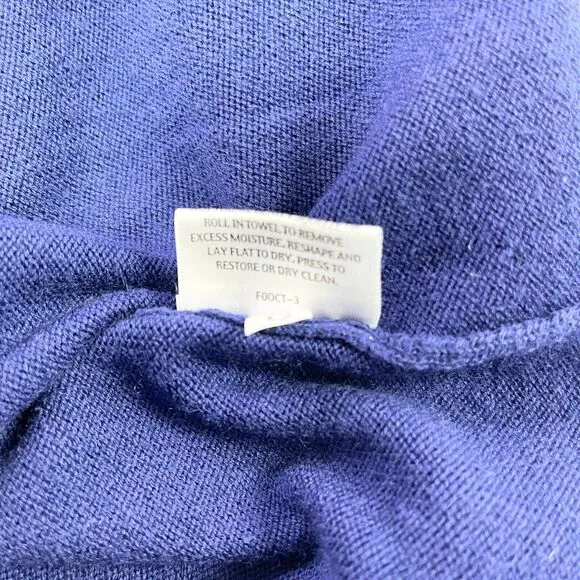 ROLL IN TOWEL TO REMOVE
EXCESS MOISTURE. RESHAPE AND
LAY FLAT TO DRY. PRESS TO
RESTORE OR DRY CLEAN.
F00CT-3